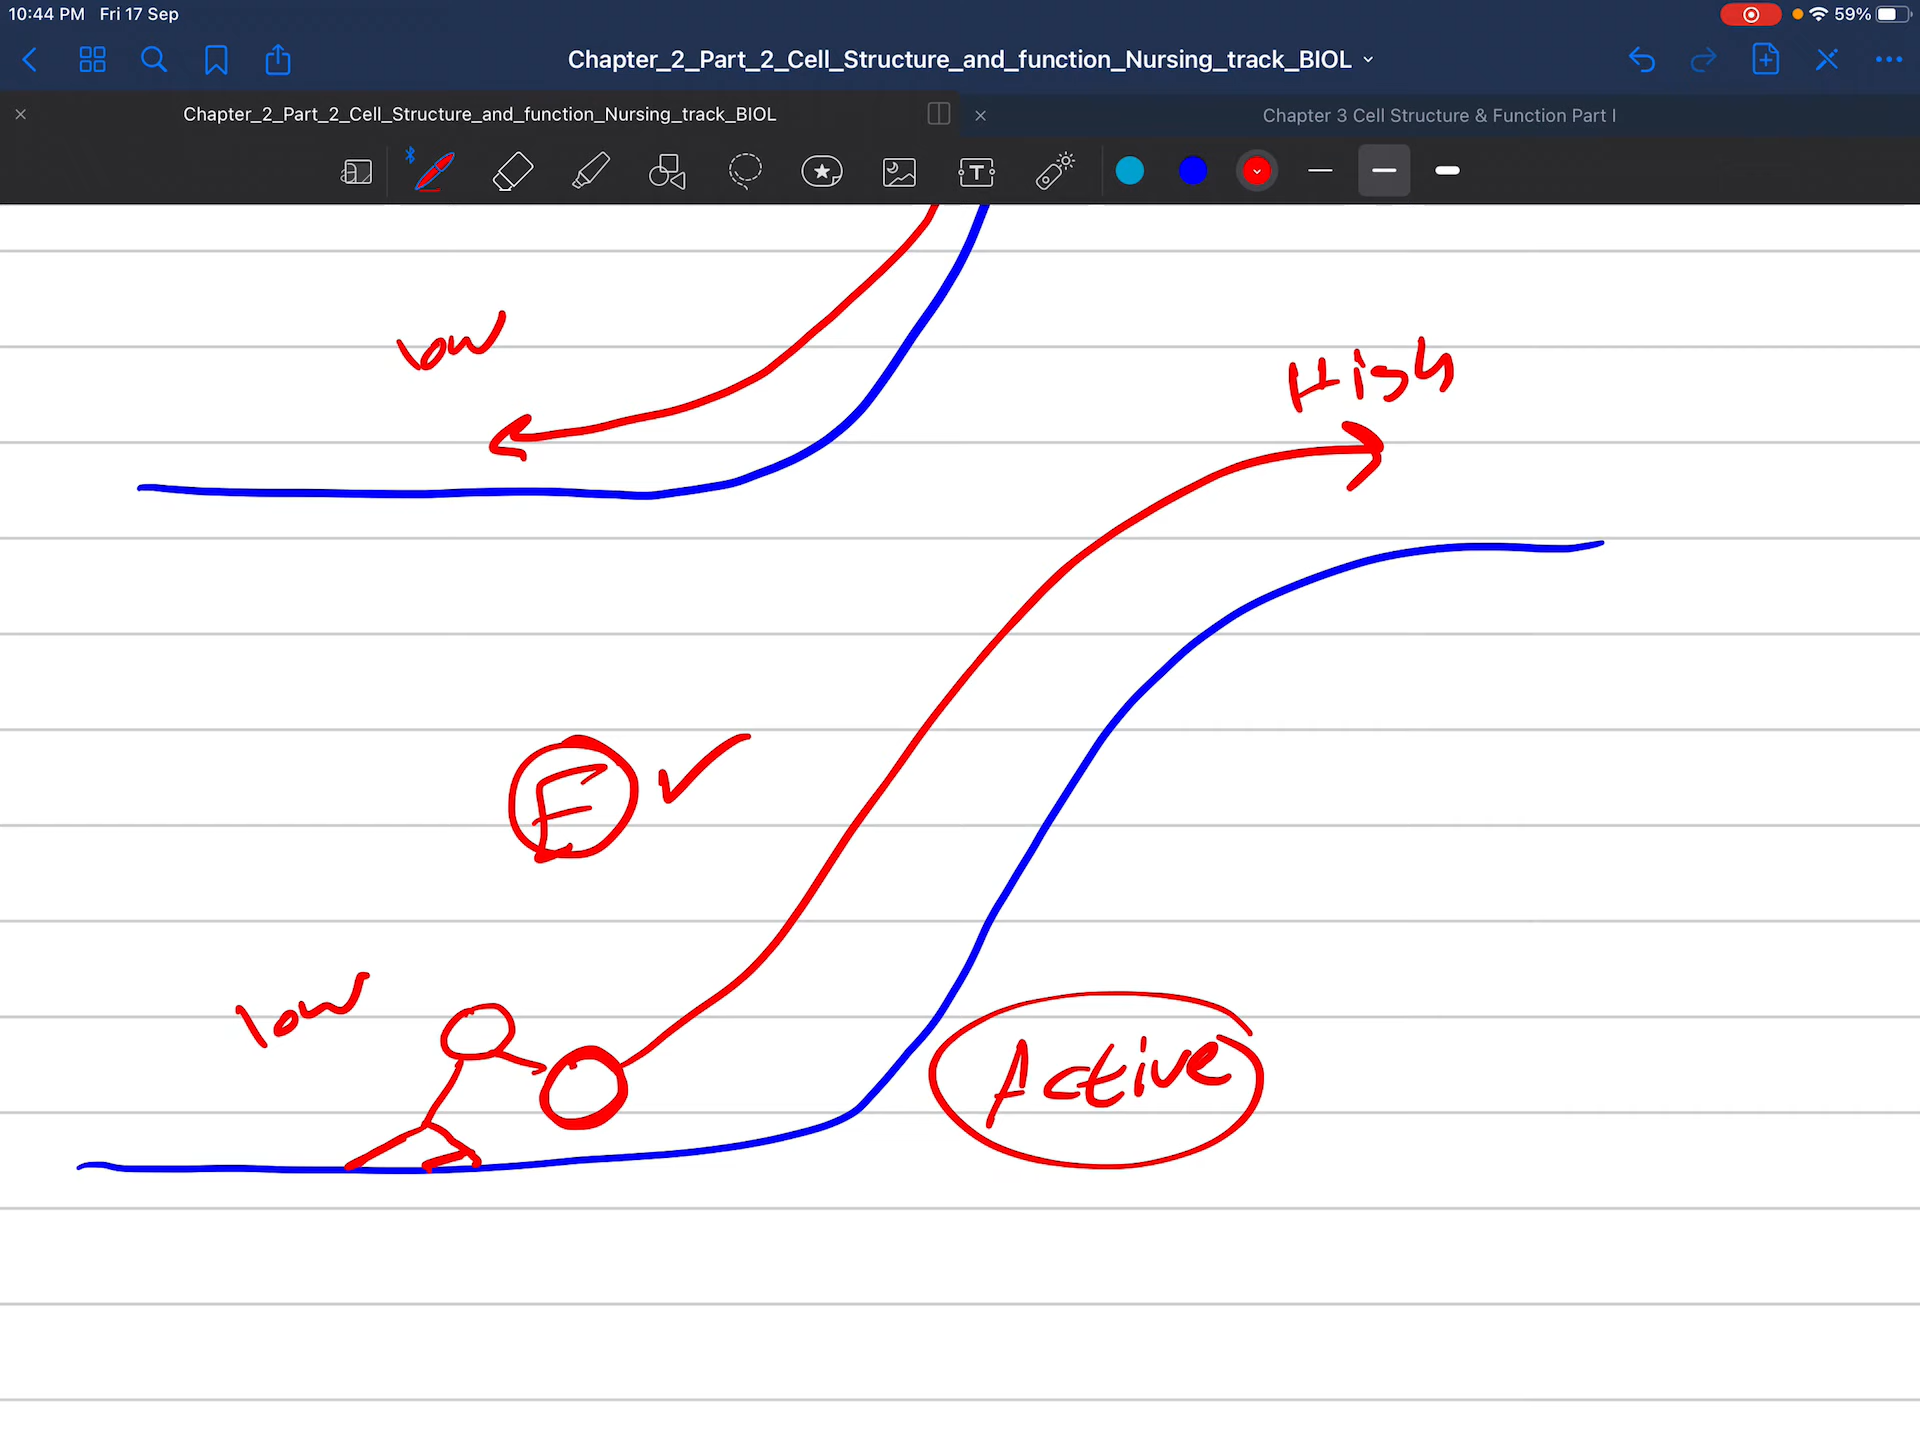 10:44 PM Fri 17 Sep 59%
Chapter_2_Part_2_Cell_Structure_and_function_Nursing_track_BIOL
Chapter_2_Part_2_Cell_Structure_and_function_Nursing_track_BIOL
Chapter 3 Cell Structure & Function Part I
low
High
E
low
Active